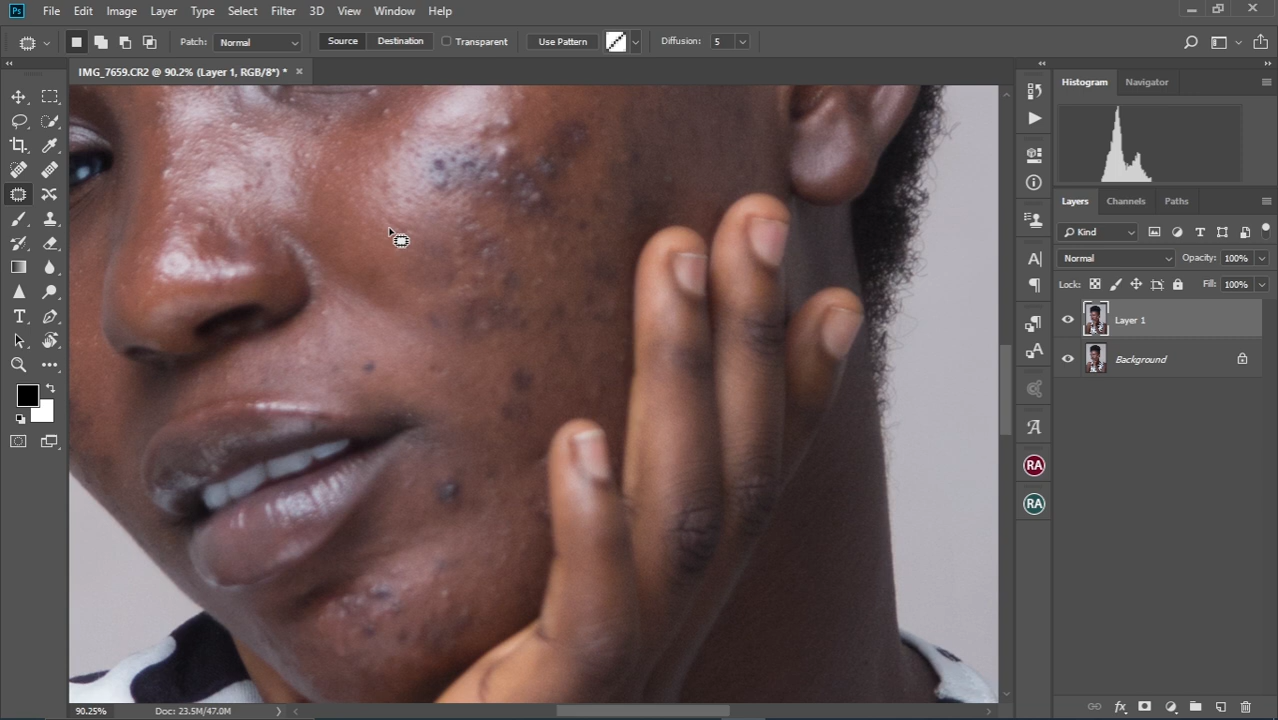 Ps File Edit Image Layer Type Select Filter 3D View Window Help
Patch: Normal Source Destination Transparent Use Pattern Diffusion: 5
IMG_7659.CR2 @ 90.2% (Layer 1, RGB/8*) * ×
Histogram Navigator
Layers Channels Paths
Kind
Normal Opacity: 100%
Lock: Fill: 100%
Layer 1
Background
RA
RA
90.25% Doc: 23.5M/47.0M